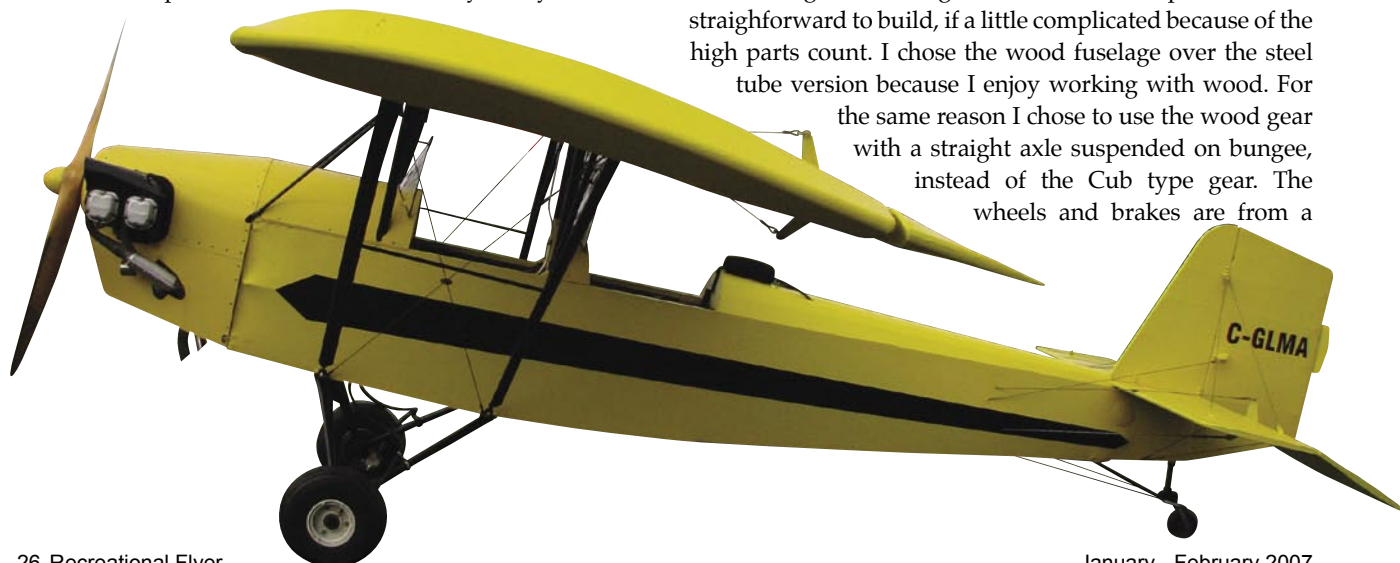 straighforward to build, if a little complicated because of the
high parts count. I chose the wood fuselage over the steel
tube version because I enjoy working with wood. For
the same reason I chose to use the wood gear
with a straight axle suspended on bungee,
instead of the Cub type gear. The
wheels and brakes are from a
C-GLMA
26 Recreational Flyer
January - February 2007